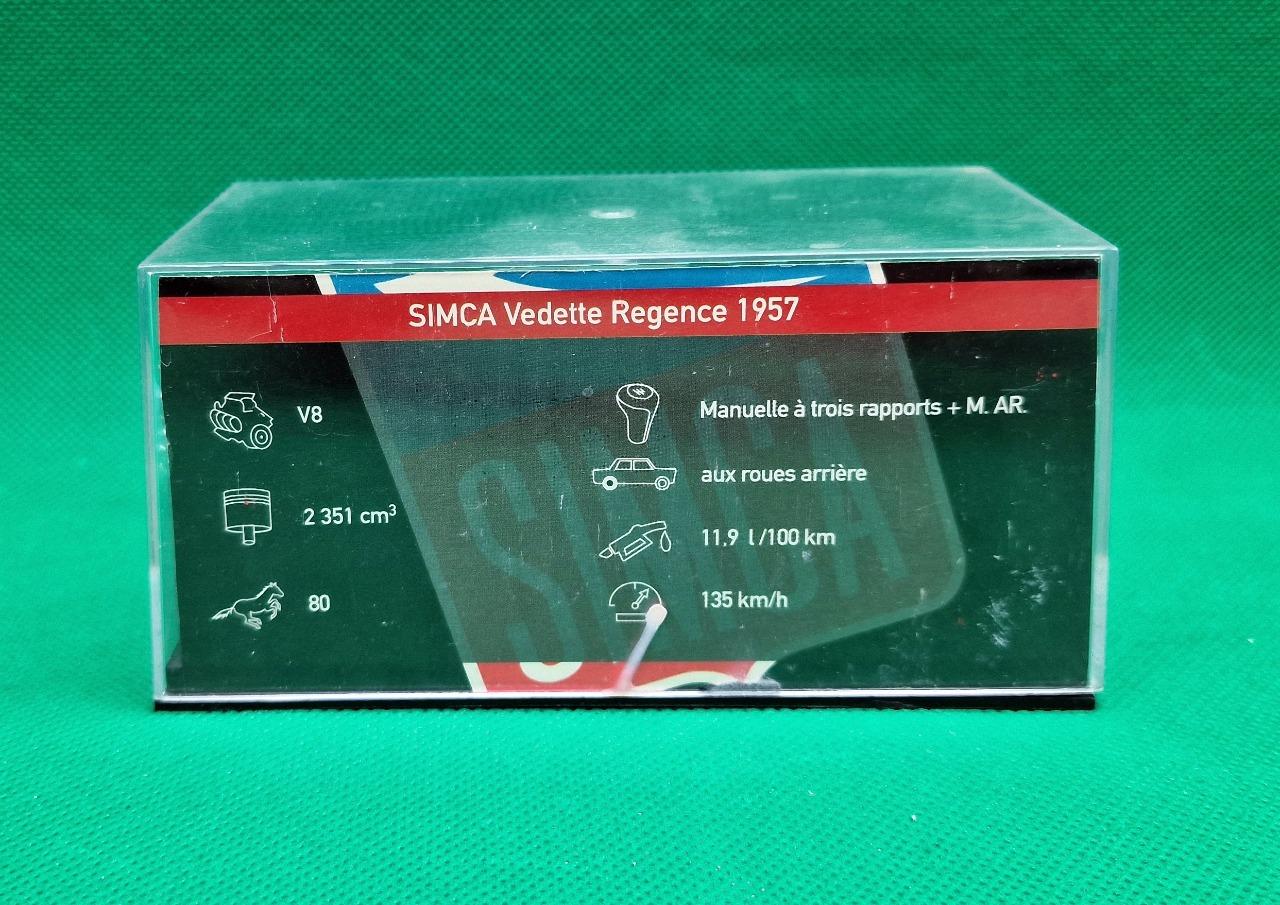 SIMCA Vedette Regence 1957
V8
2 351 cm³
80
Manuelle à trois rapports + M. AR.
aux roues arrière
11,9 l/100 km
135 km/h
SIMCA